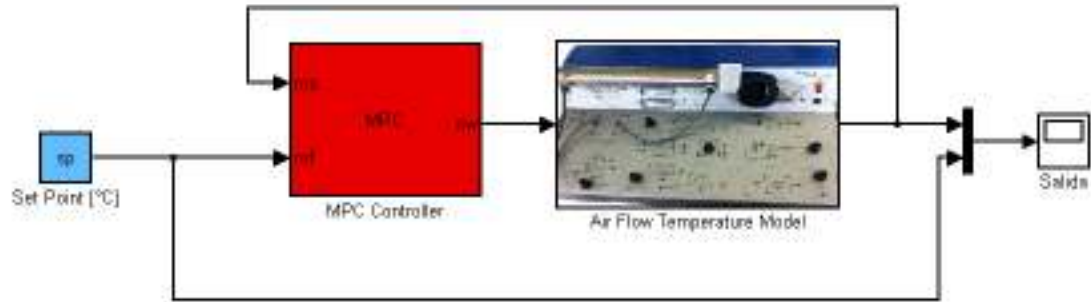 mo
MPC
mv
sp
ref
Set Point [°C]
MPC Controller
Air Flow Temperature Model
Salida